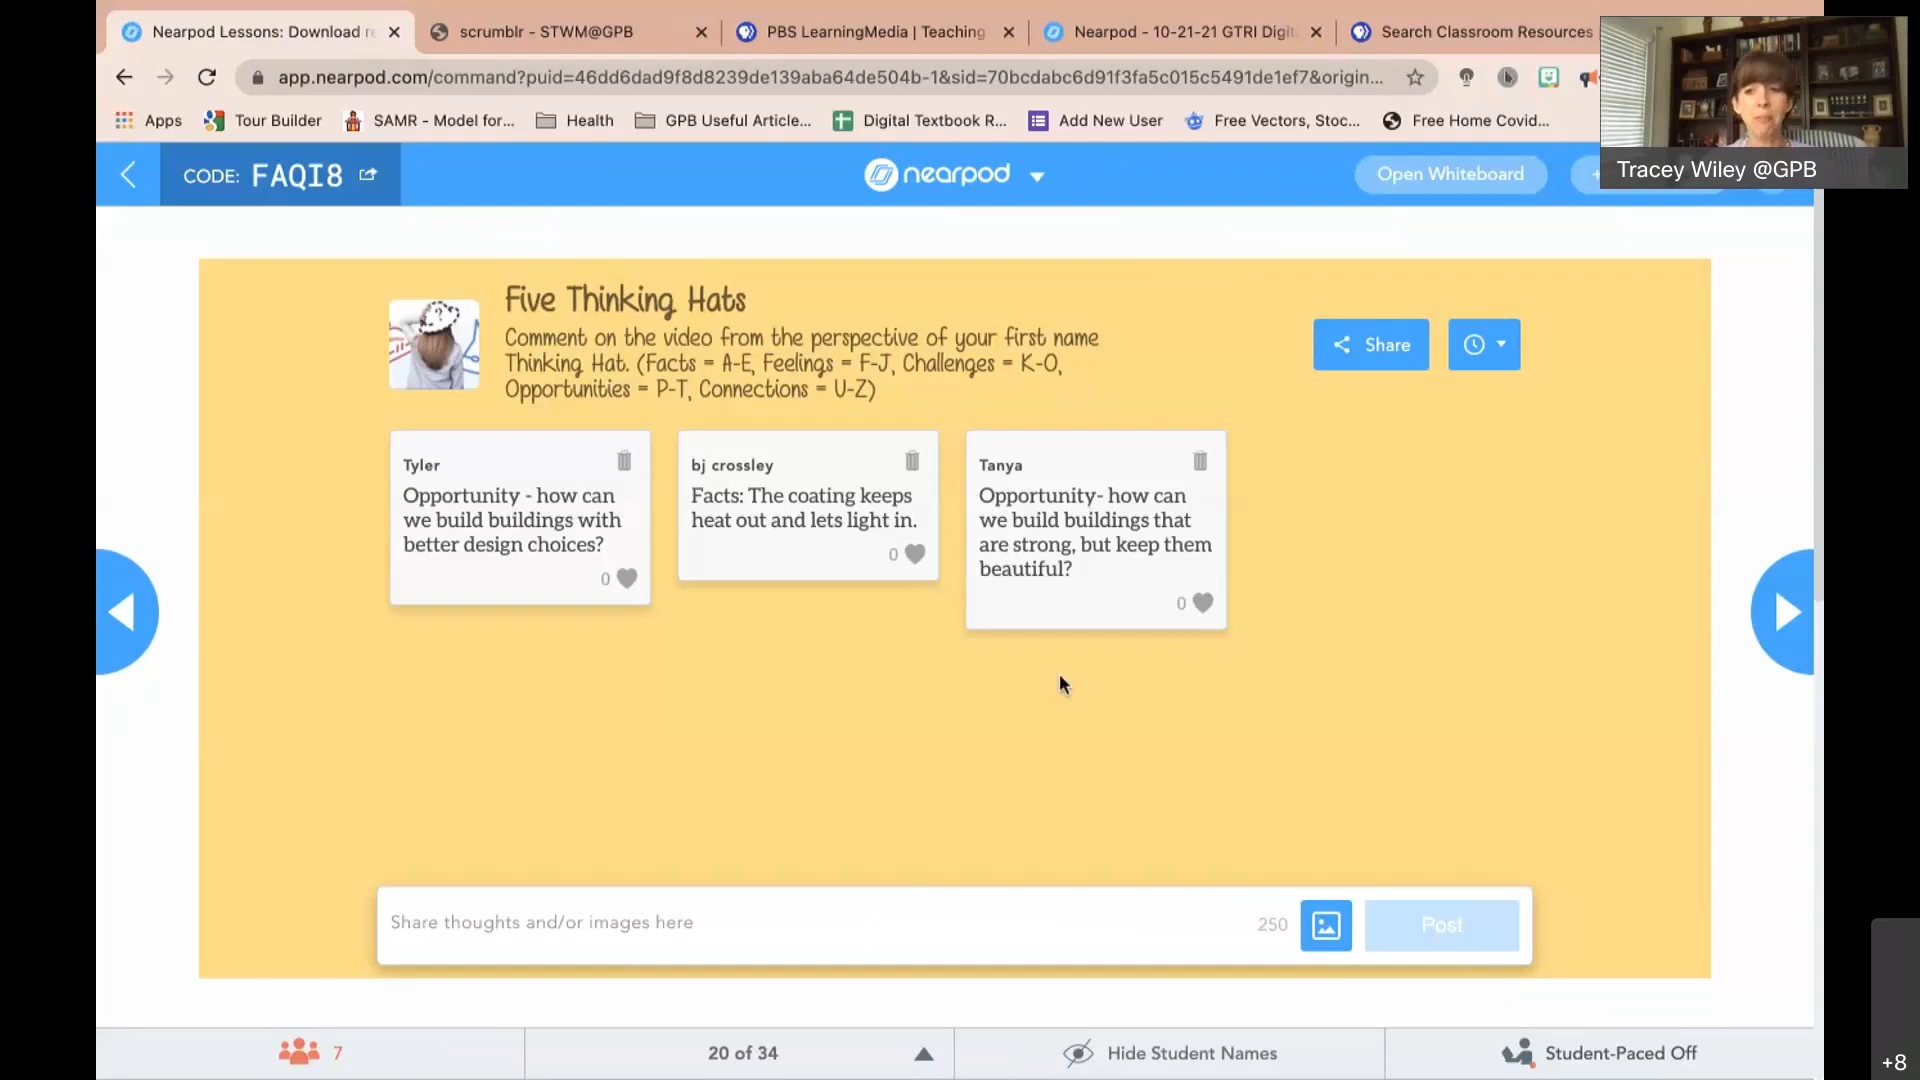 Nearpod Lessons: Download re
scrumblr - STWM@GPB
PBS LearningMedia | Teaching
Nearpod - 10-21-21 GTRI Digit
Search Classroom Resources
app.nearpod.com/command?puid=46dd6dad9f8d8239de139aba64de504b-1&sid=70bcdabc6d91f3fa5c015c5491de1ef7&origin...
Apps
Tour Builder
SAMR - Model for...
Health
GPB Useful Article...
Digital Textbook R...
Add New User
Free Vectors, Stoc...
Free Home Covid...
Tracey Wiley @GPB
CODE: FAQI8
nearpod
Open Whiteboard
Five Thinking Hats
Comment on the video from the perspective of your first name
Thinking Hat. (Facts = A-E, Feelings = F-J, Challenges = K-O,
Opportunities = P-T, Connections = U-Z)
Share
Tyler
Opportunity - how can
we build buildings with
better design choices?
0
bj crossley
Facts: The coating keeps
heat out and lets light in.
0
Tanya
Opportunity- how can
we build buildings that
are strong, but keep them
beautiful?
0
Share thoughts and/or images here
250
Post
7
20 of 34
Hide Student Names
Student-Paced Off
+8